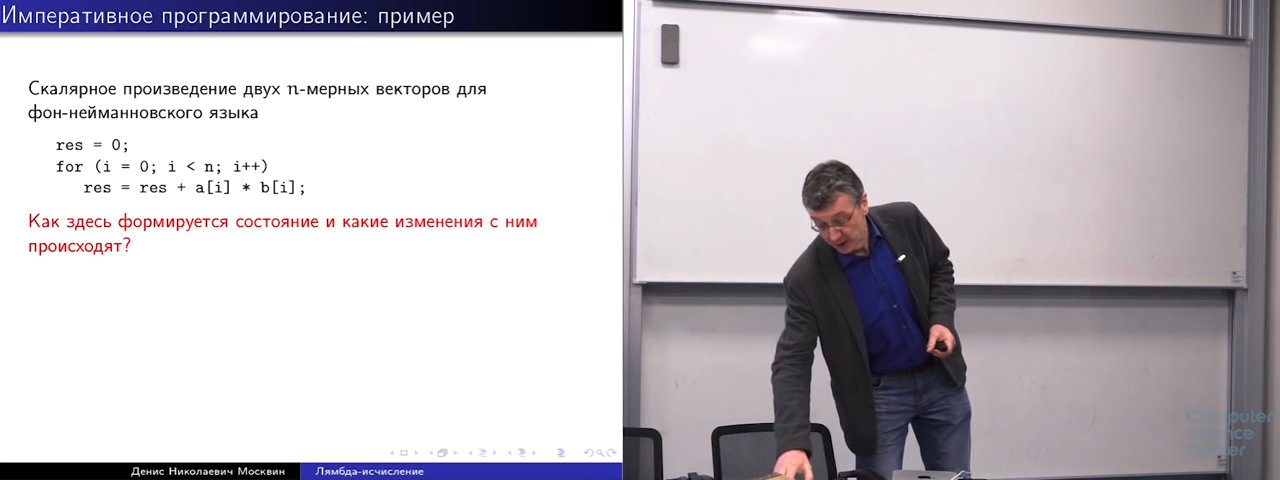 Императивное программирование: пример
Скалярное произведение двух n-мерных векторов для
фон-нейманновского языка
res = 0;
for (i = 0; i < n; i++)
res = res + a[i] * b[i];
Как здесь формируется состояние и какие изменения с ним
происходят?
Денис Николаевич Москвин
Лямбда-исчисление
Computer
Science
Center